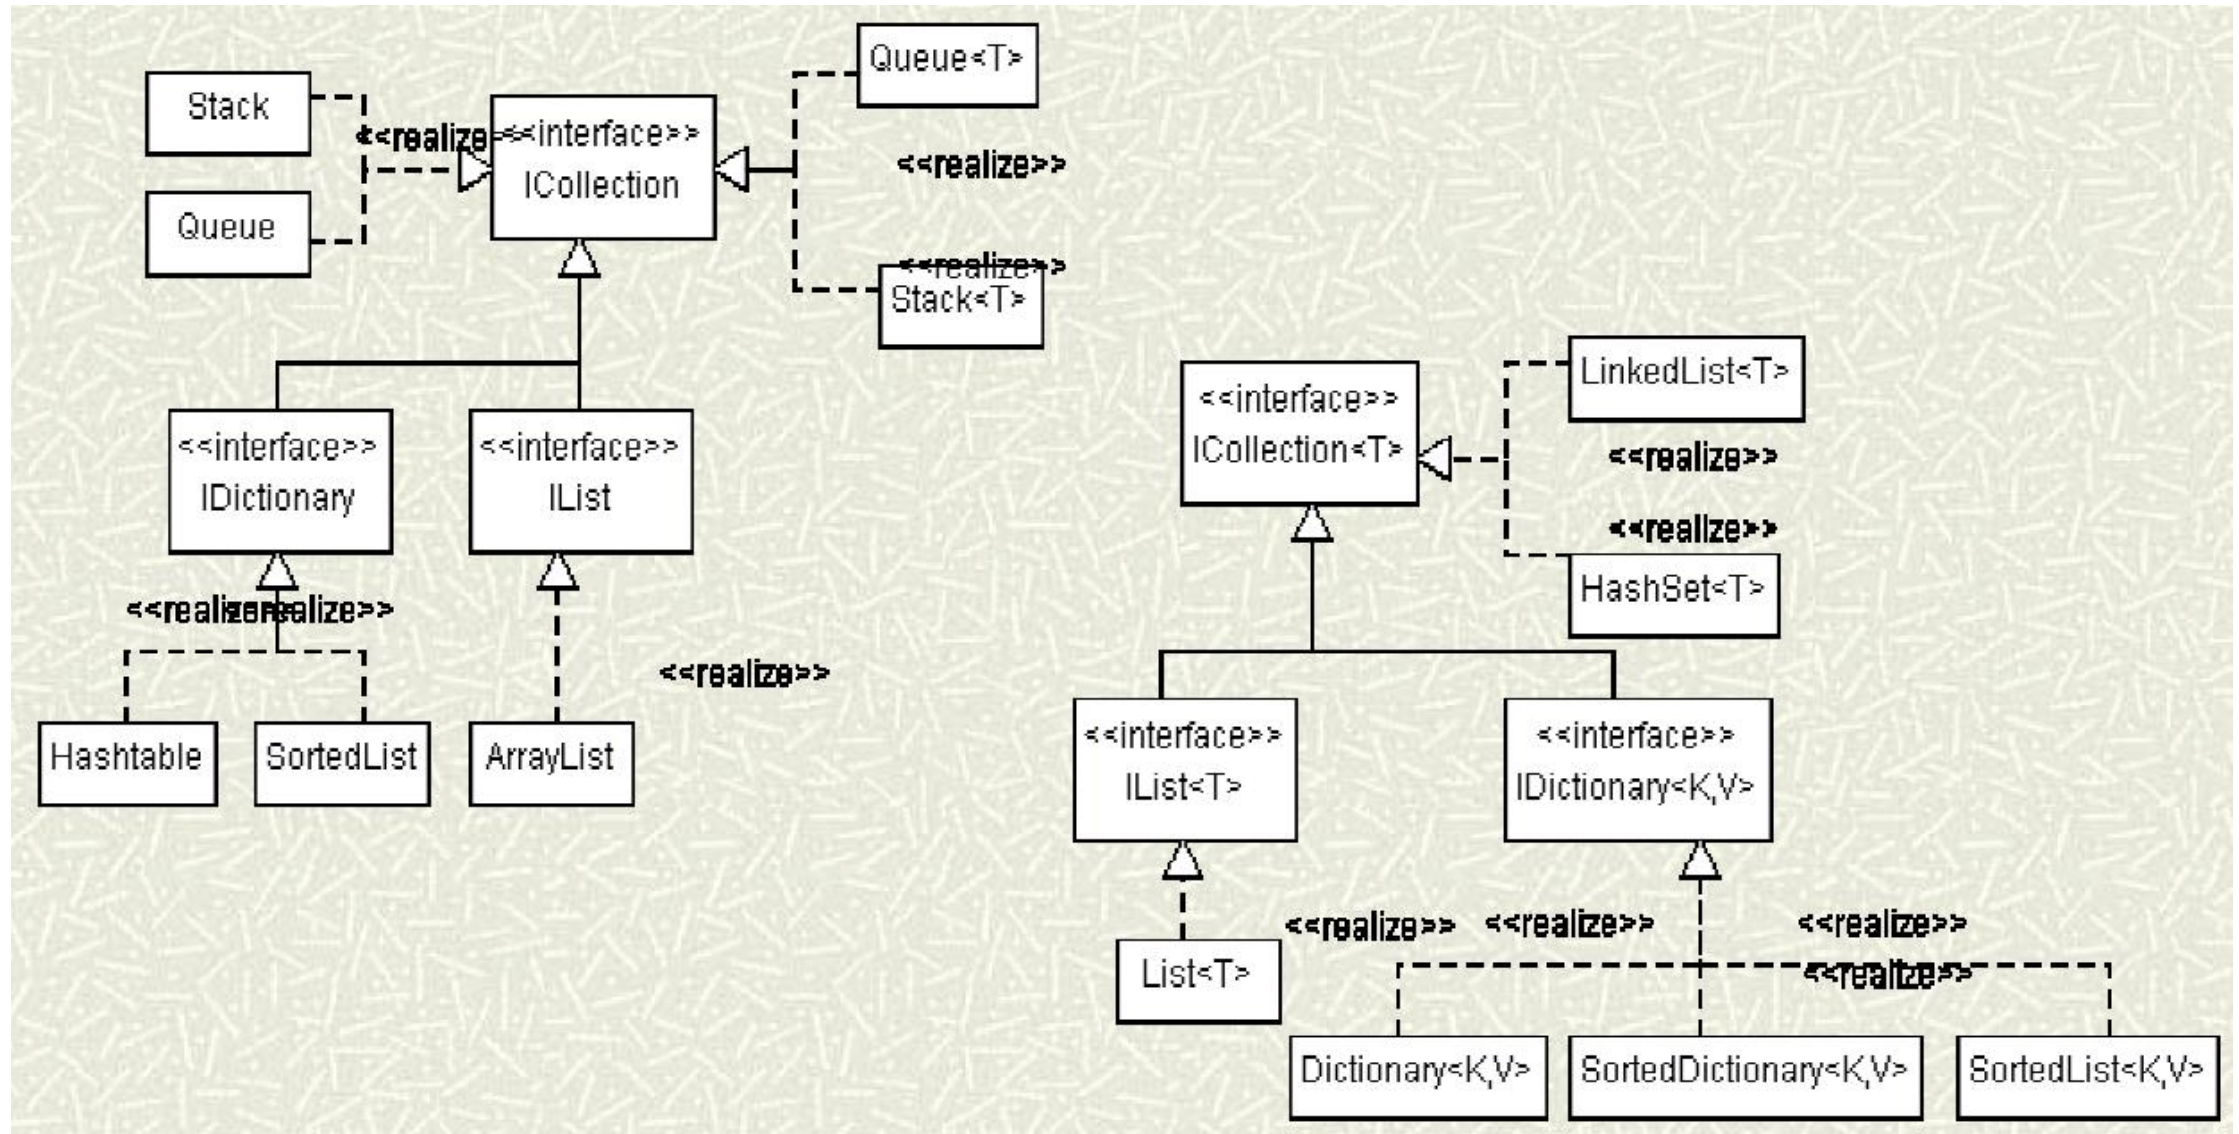 Queue<T>
Stack
<<realize
<<interface>>
ICollection
<<realize>>
Queue
<<realize>>
Stack<T>
LinkedList<T>
<<interface>>
ICollection<T>
<<realize>>
<<interface>>
IDictionary
<<interface>>
IList
<<realize>>
HashSet<T>
<<realize
realize>>
<<realize>>
Hashtable
SortedList
ArrayList
<<interface>>
IList<T>
<<interface>>
IDictionary<K,V>
<<realize>>
<<realize>>
<<realize>>
<<realize>>
List<T>
Dictionary<K,V>
SortedDictionary<K,V>
SortedList<K,V>